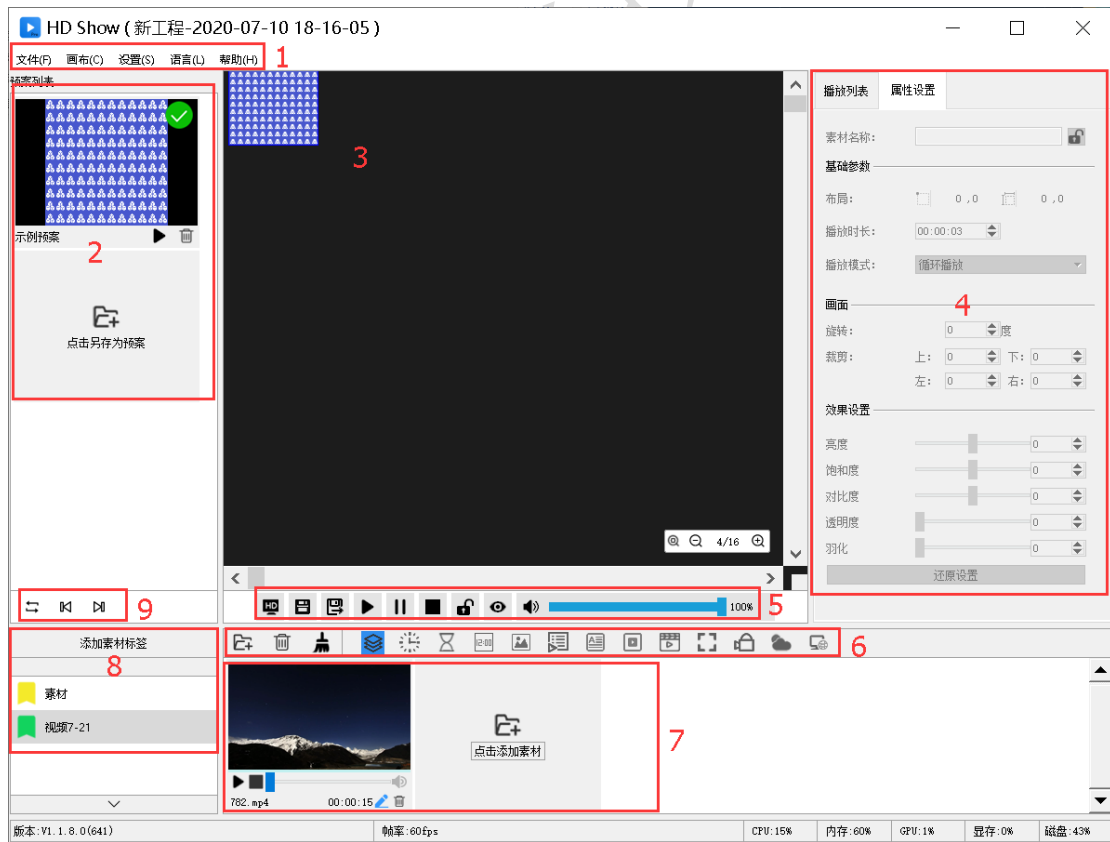 HD Show ( 新工程-2020-07-10 18-16-05 )
文件(F) 画布(C) 设置(S) 语言(L) 帮助(H) 1
预案列表
示例预案
2
点击另存为预案
3
播放列表 属性设置
素材名称:
基础参数
布局: 0 ,0 0 ,0
播放时长: 00:00:03
播放模式: 循环播放
画面 4
旋转: 0 度
裁剪: 上: 0 下: 0
左: 0 右: 0
效果设置
亮度 0
饱和度 0
对比度 0
透明度 0
羽化 0
还原设置
4/16
9
HD 100% 5
添加素材标签
8
素材
视频7-21
12:00 6
782.mp4 00:00:15
点击添加素材
7
版本:V1.1.8.0(641) 帧率:60fps CPU:15% 内存:60% GPU:1% 显存:0% 磁盘:43%